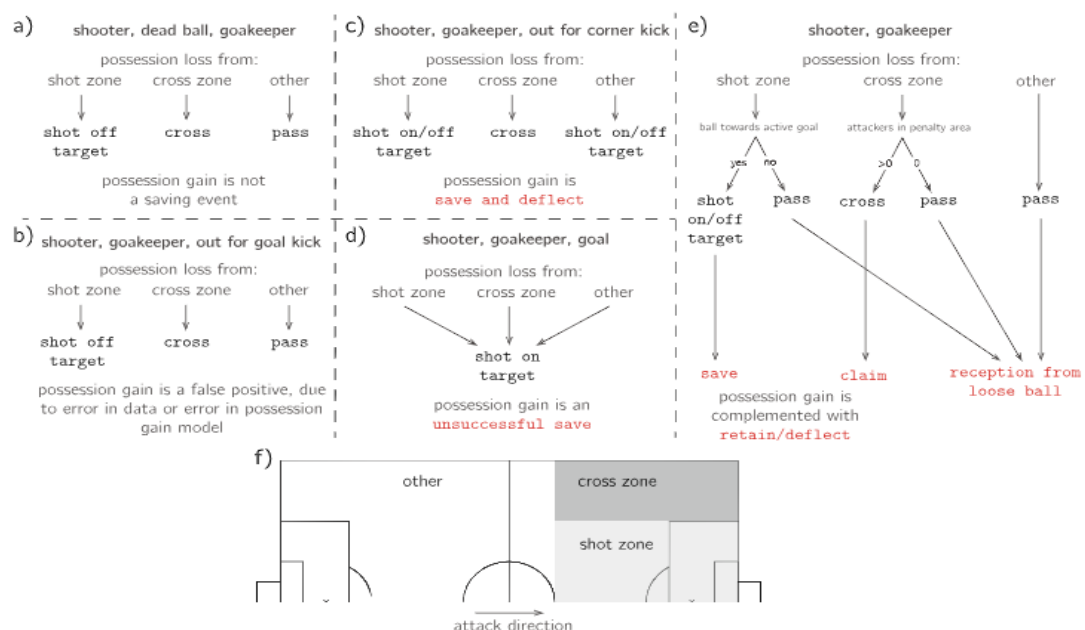 a) shooter, dead ball, goakeeper
possession loss from:
shot zone cross zone other
shot off target cross pass
possession gain is not
a saving event
b) shooter, goakeeper, out for goal kick
possession loss from:
shot zone cross zone other
shot off target cross pass
possession gain is a false positive, due
to error in data or error in possession
gain model
c) shooter, goakeeper, out for corner kick
possession loss from:
shot zone cross zone other
shot on/off target cross shot on/off target
possession gain is
save and deflect
d) shooter, goakeeper, goal
possession loss from:
shot zone cross zone other
shot on
target
possession gain is an
unsuccessful save
e) shooter, goakeeper
possession loss from:
shot zone cross zone other
ball towards active goal attackers in penalty area
yes no >0 0
shot on/off target pass cross pass pass
save claim reception from loose ball
possession gain is
complemented with
retain/deflect
f)
other cross zone
shot zone
attack direction